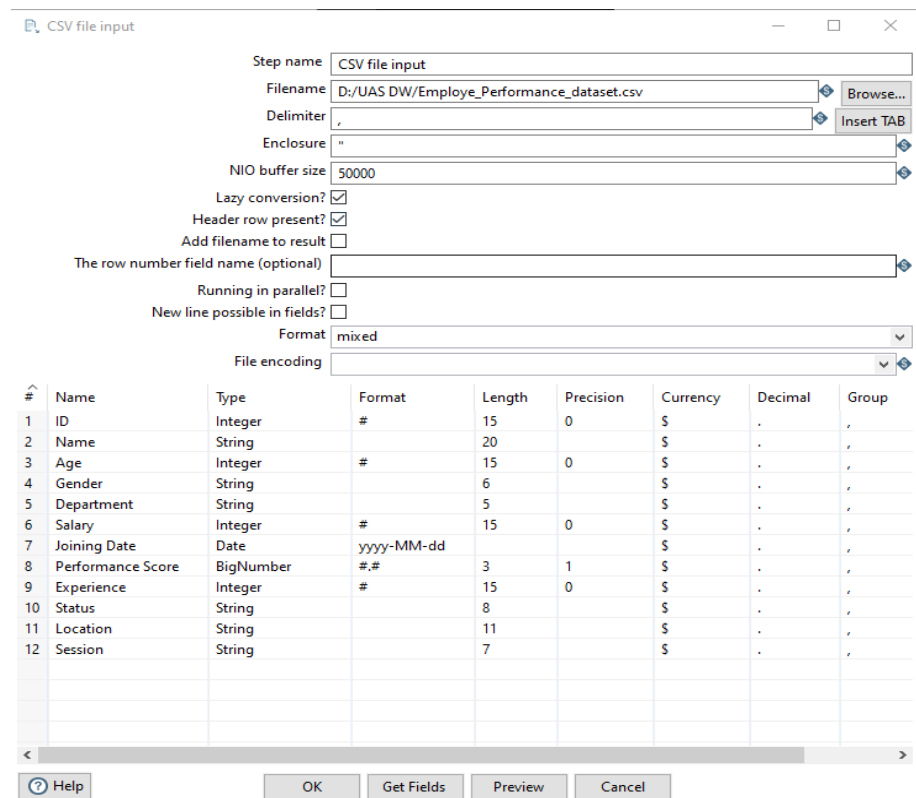 CSV file input
Step name CSV file input
Filename D:/UAS DW/Employe_Performance_dataset.csv Browse...
Delimiter , Insert TAB
Enclosure "
NIO buffer size 50000
Lazy conversion?
Header row present?
Add filename to result
The row number field name (optional)
Running in parallel?
New line possible in fields?
Format mixed
File encoding
# Name Type Format Length Precision Currency Decimal Group
1 ID Integer # 15 0 $ . ,
2 Name String 20 $ . ,
3 Age Integer # 15 0 $ . ,
4 Gender String 6 $ . ,
5 Department String 5 $ . ,
6 Salary Integer # 15 0 $ . ,
7 Joining Date Date yyyy-MM-dd $ . ,
8 Performance Score BigNumber #.# 3 1 $ . ,
9 Experience Integer # 15 0 $ . ,
10 Status String 8 $ . ,
11 Location String 11 $ . ,
12 Session String 7 $ . ,
? Help OK Get Fields Preview Cancel